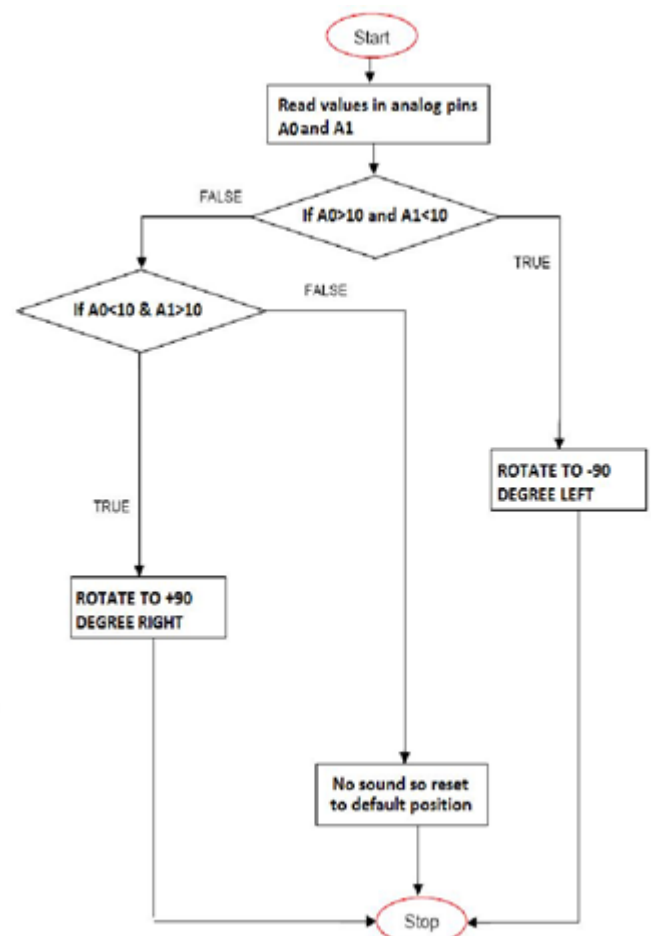 Start
Read values in analog pins
A0 and A1
FALSE
If A0>10 and A1<10
TRUE
FALSE
If A0<10 & A1>10
ROTATE TO -90
DEGREE LEFT
TRUE
ROTATE TO +90
DEGREE RIGHT
No sound so reset
to default position
Stop